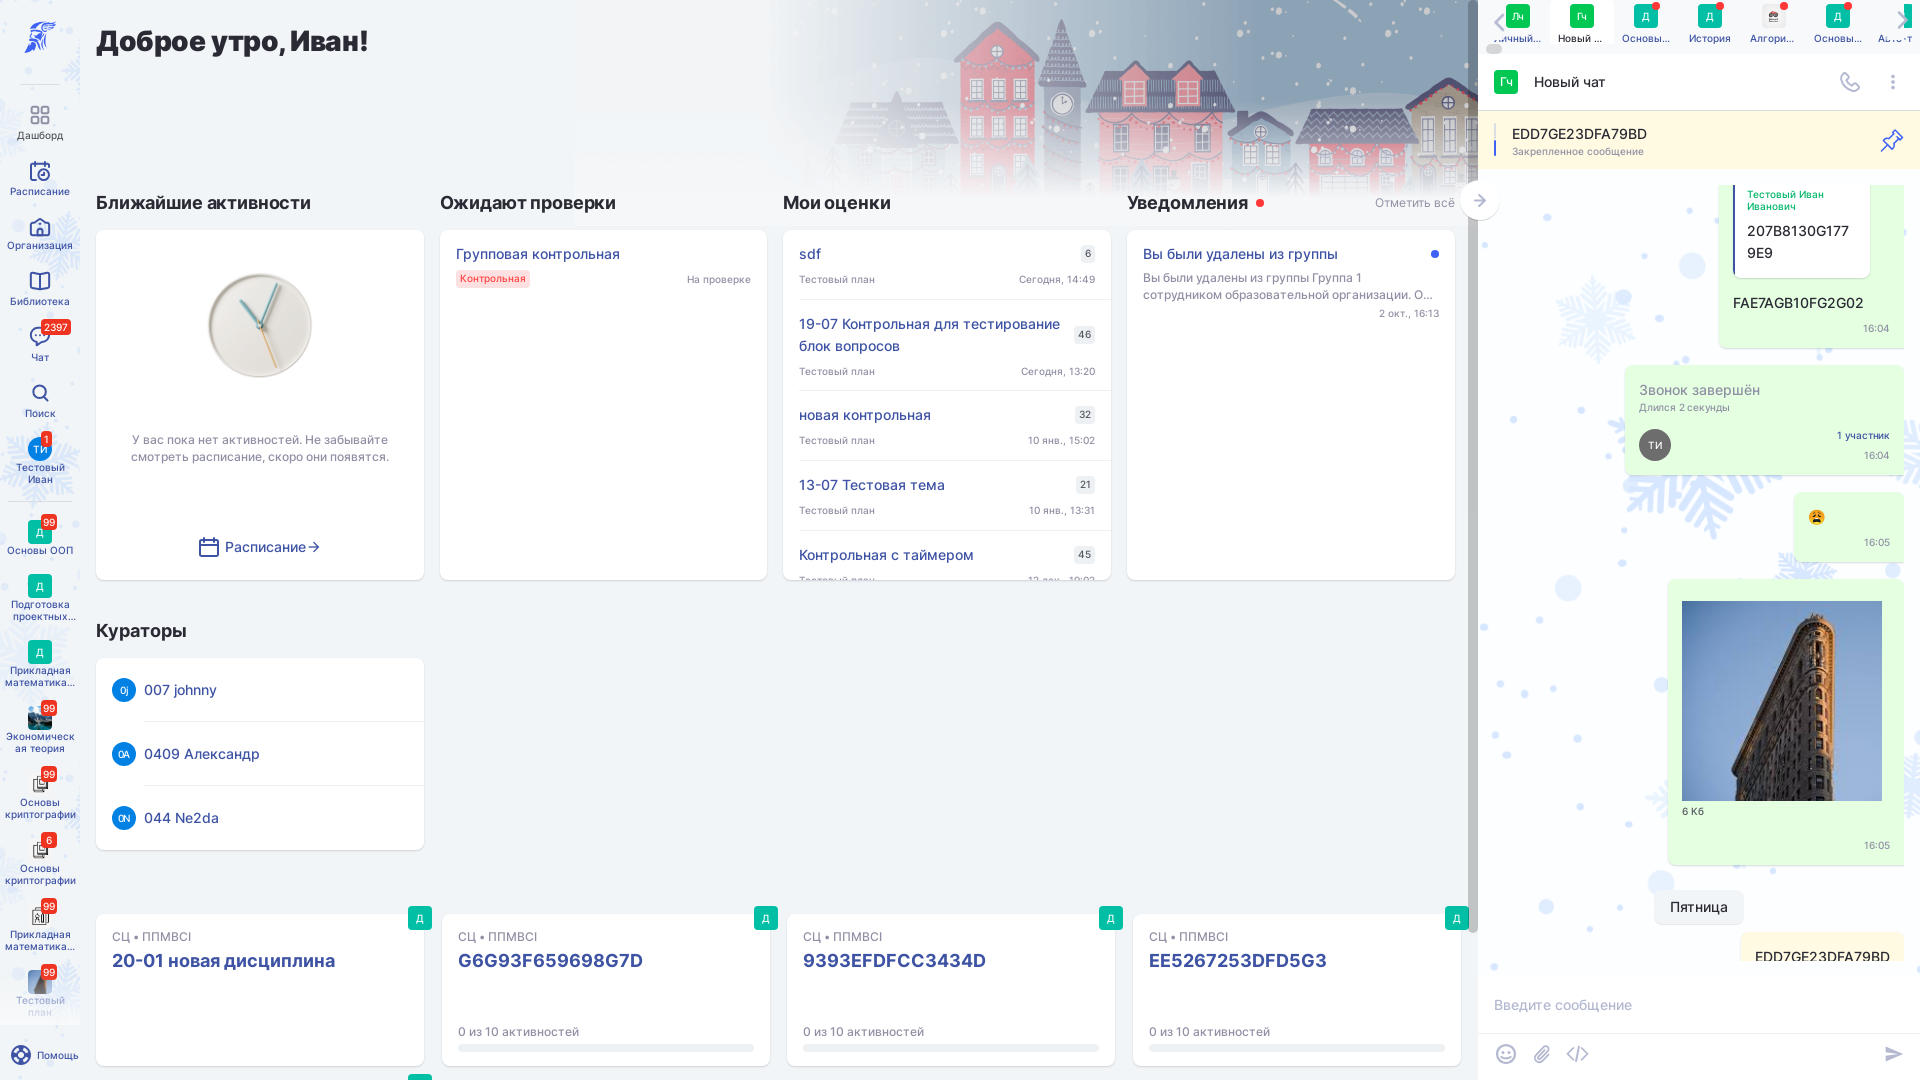 Доброе утро, Иван!
Дашборд
Расписание
Организация
Библиотека
2397
Чат
Поиск
ТИ
1
Тестовый
Иван
99
Д
Основы ООП
Д
Подготовка
проектных...
Д
Прикладная
математика...
99
Экономическ
ая теория
99
Основы
криптографии
6
Основы
криптографии
99
Прикладная
математика...
99
Тестовый
план
Помощь
Ближайшие активности
У вас пока нет активностей. Не забывайте
смотреть расписание, скоро они появятся.
Расписание
Ожидают проверки
Групповая контрольная
Контрольная
На проверке
Мои оценки
sdf
6
Тестовый план
Сегодня, 14:49
19-07 Контрольная для тестирование
блок вопросов
46
Тестовый план
Сегодня, 13:20
новая контрольная
32
Тестовый план
10 янв., 15:02
13-07 Тестовая тема
21
Тестовый план
10 янв., 13:31
Контрольная с таймером
45
Тестовый план
Уведомления
Отметить всё
Вы были удалены из группы
Вы были удалены из группы Группа 1
сотрудником образовательной организации. О...
2 окт., 16:13
Кураторы
0j
007 johnny
0А
0409 Александр
0N
044 Ne2da
Д
СЦ • ППМВСI
20-01 новая дисциплина
Д
СЦ • ППМВСI
G6G93F659698G7D
0 из 10 активностей
Д
СЦ • ППМВСI
9393EFDFCC3434D
0 из 10 активностей
Д
СЦ • ППМВСI
EE5267253DFD5G3
0 из 10 активностей
Лч
Личный...
Гч
Новый ...
Д
Основы...
Д
История
Алгори...
Д
Основы...
Гч
Новый чат
EDD7GE23DFA79BD
Закрепленное сообщение
Тестовый Иван
Иванович
207B8130G177
9E9
FAE7AGB10FG2G02
16:04
Звонок завершён
Длился 2 секунды
ТИ
1 участник
16:04
16:05
6 Кб
16:05
Пятница
EDD7GE23DFA79BD
Введите сообщение